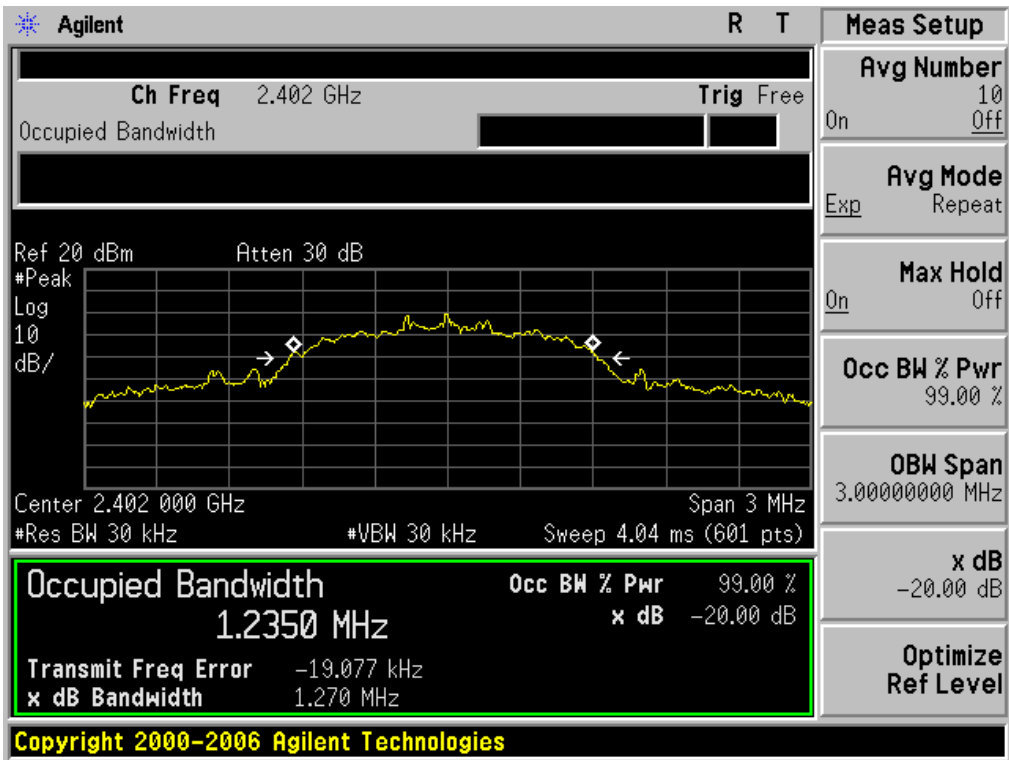 Agilent R T
Ch Freq 2.402 GHz Trig Free
Occupied Bandwidth
Ref 20 dBm Atten 30 dB
#Peak
Log
10
dB/
Center 2.402 000 GHz Span 3 MHz
#Res BW 30 kHz #VBW 30 kHz Sweep 4.04 ms (601 pts)
Occupied Bandwidth Occ BW % Pwr 99.00 %
1.2350 MHz x dB -20.00 dB
Transmit Freq Error -19.077 kHz
x dB Bandwidth 1.270 MHz
Copyright 2000-2006 Agilent Technologies
Meas Setup
Avg Number
10
On Off
Avg Mode
Exp Repeat
Max Hold
On Off
Occ BW % Pwr
99.00 %
OBW Span
3.00000000 MHz
x dB
-20.00 dB
Optimize
Ref Level